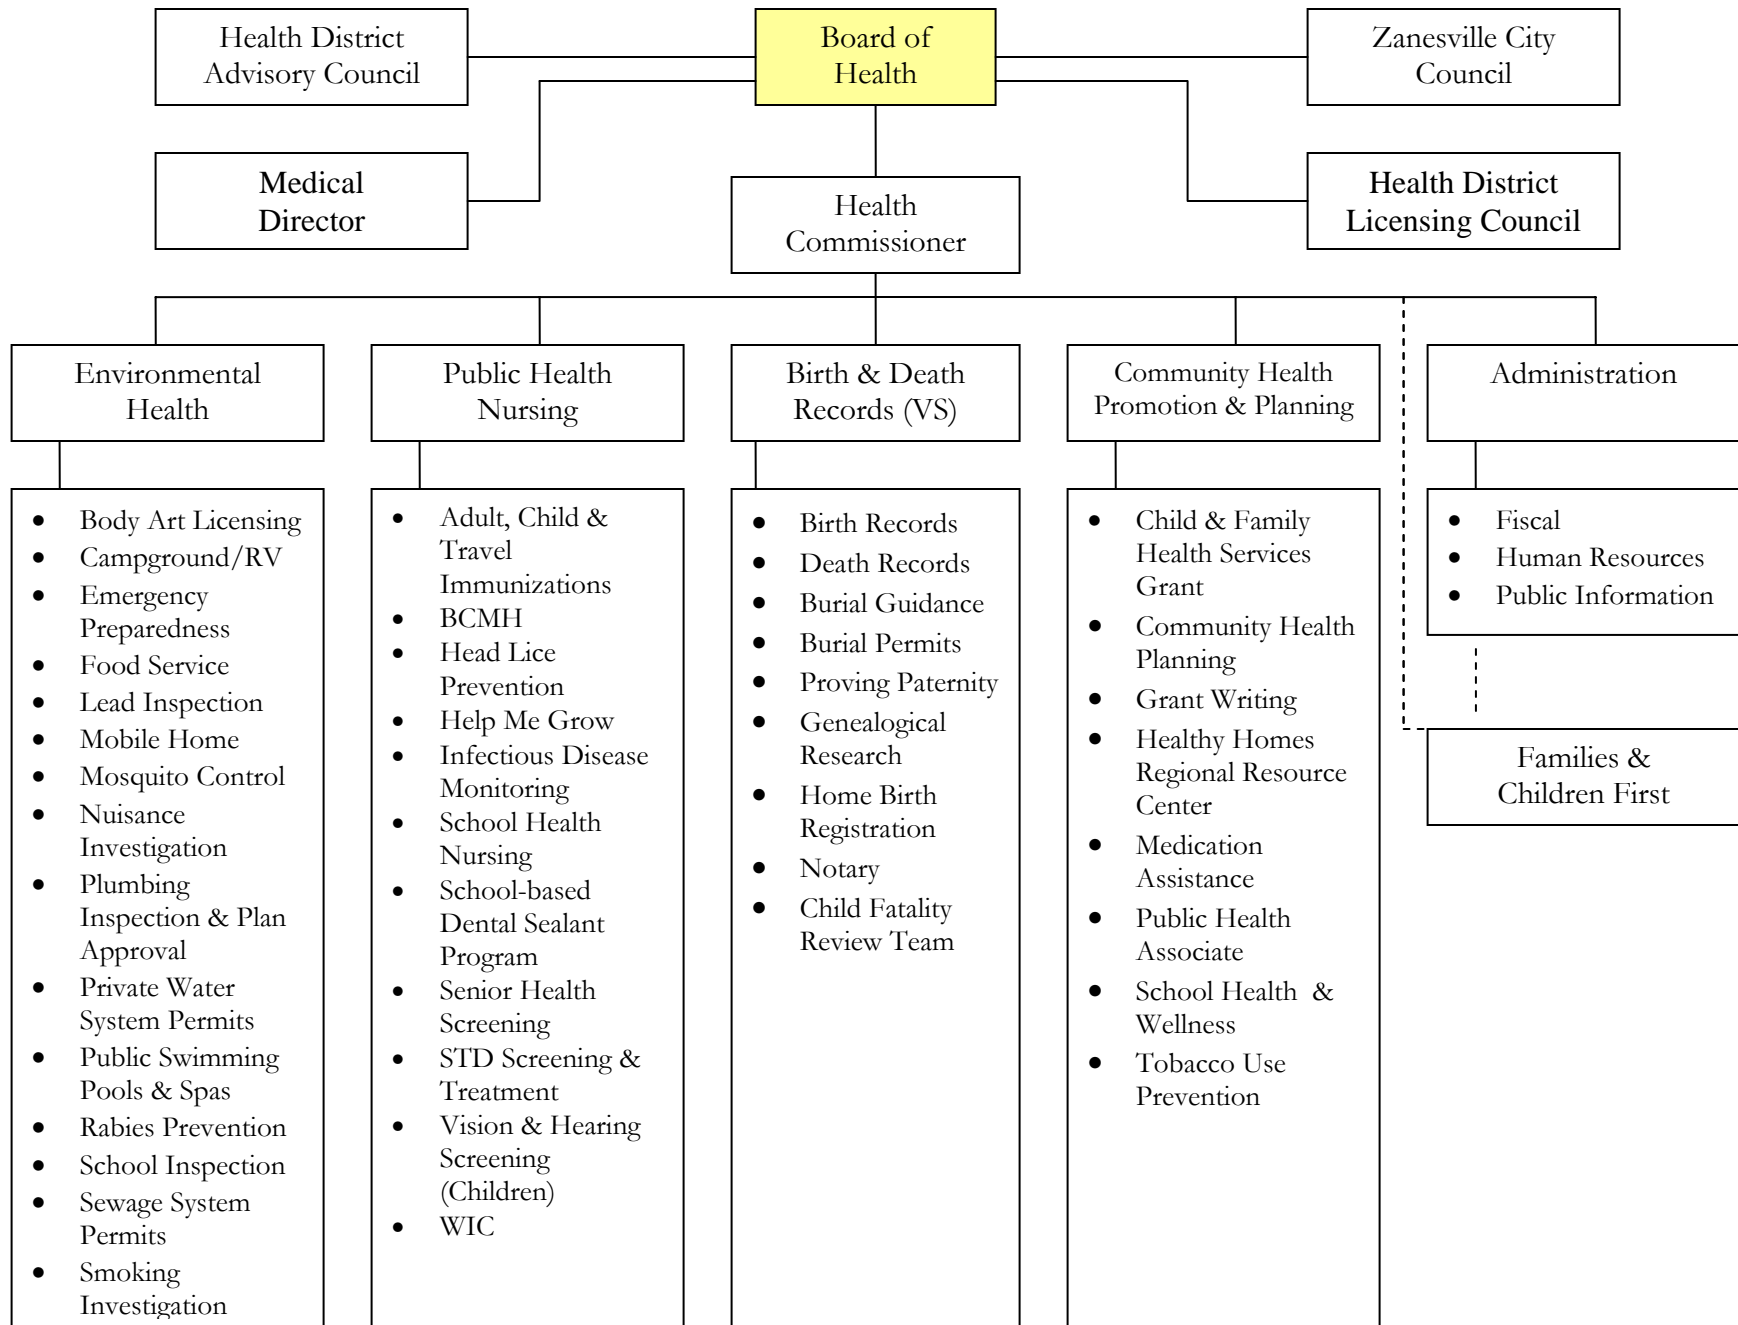 Health District
Advisory Council
Board of
Health
Zanesville City
Council
Medical
Director
Health
Commissioner
Health District
Licensing Council
Environmental
Health
Public Health
Nursing
Birth & Death
Records (VS)
Community Health
Promotion & Planning
Administration
• Body Art Licensing
• Campground/RV
• Emergency
Preparedness
• Food Service
• Lead Inspection
• Mobile Home
• Mosquito Control
• Nuisance
Investigation
• Plumbing
Inspection & Plan
Approval
• Private Water
System Permits
• Public Swimming
Pools & Spas
• Rabies Prevention
• School Inspection
• Sewage System
Permits
• Smoking
Investigation
• Adult, Child &
Travel
Immunizations
• BCMH
• Head Lice
Prevention
• Help Me Grow
• Infectious Disease
Monitoring
• School Health
Nursing
• School-based
Dental Sealant
Program
• Senior Health
Screening
• STD Screening &
Treatment
• Vision & Hearing
Screening
(Children)
• WIC
• Birth Records
• Death Records
• Burial Guidance
• Burial Permits
• Proving Paternity
• Genealogical
Research
• Home Birth
Registration
• Notary
• Child Fatality
Review Team
• Child & Family
Health Services
Grant
• Community Health
Planning
• Grant Writing
• Healthy Homes
Regional Resource
Center
• Medication
Assistance
• Public Health
Associate
• School Health &
Wellness
• Tobacco Use
Prevention
• Fiscal
• Human Resources
• Public Information
Families &
Children First